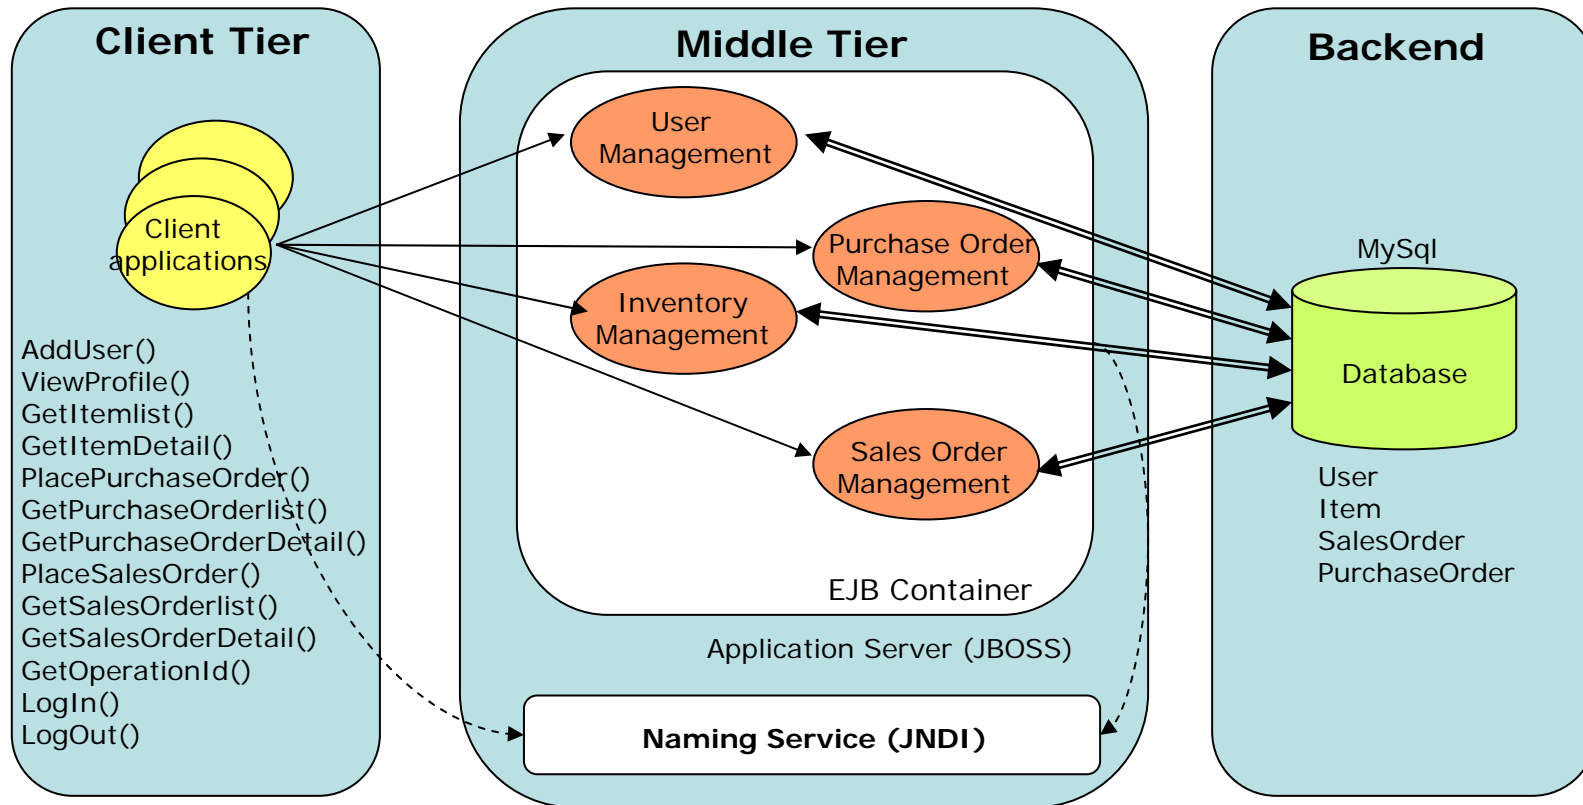 Client Tier
Client
applications
AddUser()
ViewProfile()
GetItemlist()
GetItemDetail()
PlacePurchaseOrder()
GetPurchaseOrderlist()
GetPurchaseOrderDetail()
PlaceSalesOrder()
GetSalesOrderlist()
GetSalesOrderDetail()
GetOperationId()
LogIn()
LogOut()
Middle Tier
User
Management
Purchase Order
Management
Inventory
Management
Sales Order
Management
EJB Container
Application Server (JBOSS)
Naming Service (JNDI)
Backend
MySql
Database
User
Item
SalesOrder
PurchaseOrder